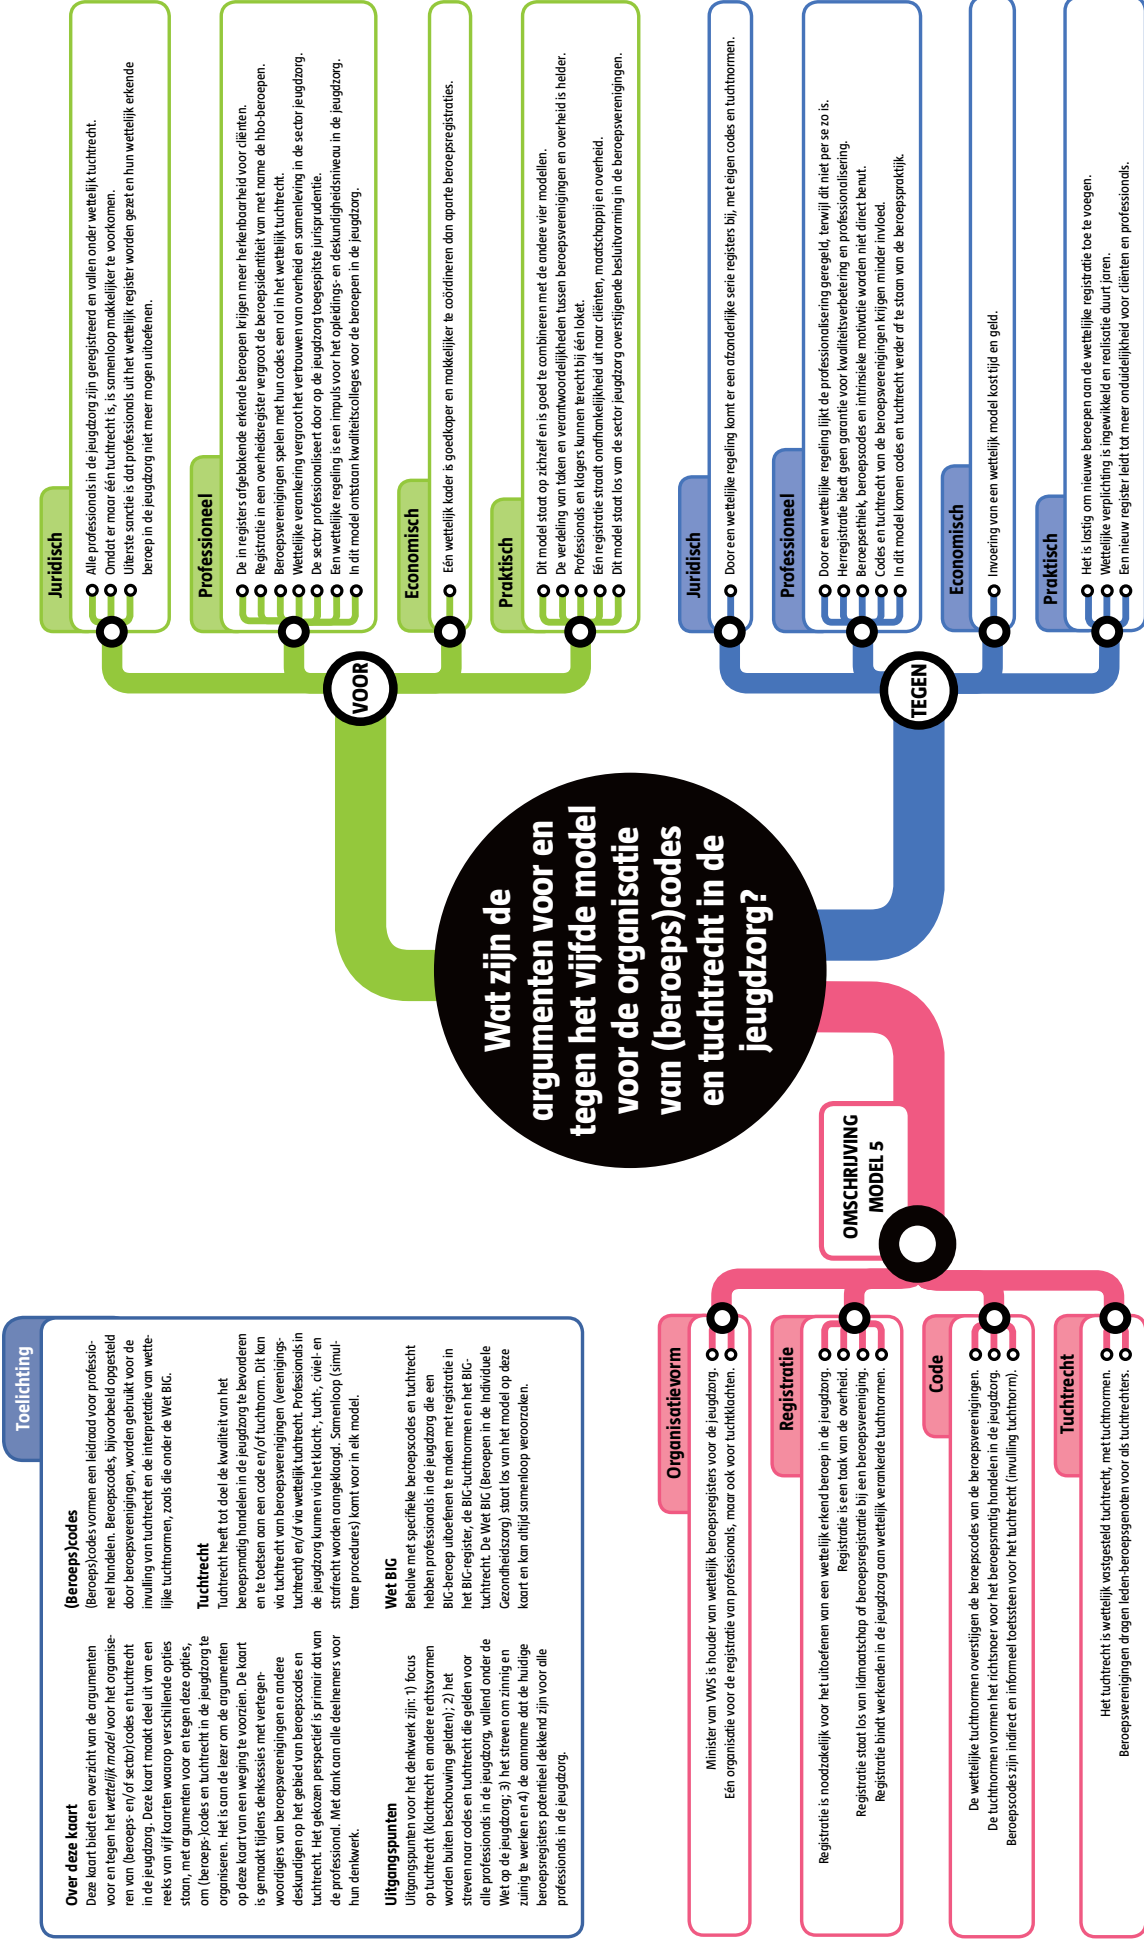 Toelichting
Over deze kaart
Deze kaart biedt een overzicht van de argumenten
voor en tegen het wettelijk model voor het organise-
ren van (beroeps- en/of sector)codes en tuchtrecht
in de jeugdzorg. Deze kaart maakt deel uit van een
reeks van vijf kaarten waarop verschillende opties
staan, met argumenten voor en tegen deze opties,
om (beroeps-)codes en tuchtrecht in de jeugdzorg te
organiseren. Het is aan de lezer om de argumenten
op deze kaart van een weging te voorzien. De kaart
is gemaakt tijdens denksessies met vertegen-
woordigers van beroepsverenigingen en andere
deskundigen op het gebied van beroepscodes en
tuchtrecht. Het gekozen perspectief is primair dat van
de professional. Met dank aan alle deelnemers voor
hun denkwerk.
Uitgangspunten
Uitgangspunten voor het denkwerk zijn: 1) focus
op tuchtrecht (klachtrecht en andere rechtsvormen
worden buiten beschouwing gelaten); 2) het
streven naar codes en tuchtrecht die gelden voor
alle professionals in de jeugdzorg, vallend onder de
Wet op de jeugdzorg; 3) het streven om zinnig en
zuinig te werken en 4) de aanname dat de huidige
beroepsregisters potentieel dekkend zijn voor alle
professionals in de jeugdzorg.
(Beroeps)codes
(Beroeps)codes vormen een leidraad voor professio-
neel handelen. Beroepscodes, bijvoorbeeld opgesteld
door beroepsverenigingen, worden gebruikt voor de
invulling van tuchtrecht en de interpretatie van wette-
lijke tuchtnormen, zoals die onder de Wet BIG.
Tuchtrecht
Tuchtrecht heeft tot doel de kwaliteit van het
beroepsmatig handelen in de jeugdzorg te bevorderen
en te toetsen aan een code en/of tuchtnorm. Dit kan
via tuchtrecht van beroepsverenigingen (verenigings-
tuchtrecht) en/of via wettelijk tuchtrecht. Professionals in
de jeugdzorg kunnen via het klacht-, tucht-, civiel- en
strafrecht worden aangeklaagd. Samenloop (simul-
tane procedures) komt voor in elk model.
Wet BIG
Behalve met specifieke beroepscodes en tuchtrecht
hebben professionals in de jeugdzorg die een
BIG-beroep uitoefenen te maken met registratie in
het BIG-register, de BIG-tuchtnormen en het BIG-
tuchtrecht. De Wet BIG (Beroepen in de Individuele
Gezondheidszorg) staat los van het model op deze
kaart en kan altijd samenloop veroorzaken.
Wat zijn de
argumenten voor en
tegen het vijfde model
voor de organisatie
van (beroeps)codes
en tuchtrecht in de
jeugdzorg?
VOOR
Juridisch
Alle professionals in de jeugdzorg zijn geregistreerd en vallen onder wettelijk tuchtrecht.
Omdat er maar één tuchtrecht is, is samenloop makkelijker te voorkomen.
Uiterste sanctie is dat professionals uit het wettelijk register worden gezet en hun wettelijk erkende
beroep in de jeugdzorg niet meer mogen uitoefenen.
Professioneel
De in registers afgebakende erkende beroepen krijgen meer herkenbaarheid voor cliënten.
Registratie in een overheidsregister vergroot de beroepsidentiteit van met name de hbo-beroepen.
Beroepsverenigingen spelen met hun codes een rol in het wettelijk tuchtrecht.
Wettelijke verankering vergroot het vertrouwen van overheid en samenleving in de sector jeugdzorg.
De sector professionaliseert door op de jeugdzorg toegespitste jurisprudentie.
Een wettelijke regeling is een impuls voor het opleidings- en deskundigheidsniveau in de jeugdzorg.
In dit model ontstaan kwaliteitscolleges voor de beroepen in de jeugdzorg.
Economisch
Eén wettelijk kader is goedkoper en makkelijker te coördineren dan aparte beroepsregistraties.
Praktisch
Dit model staat op zichzelf en is goed te combineren met de andere vier modellen.
De verdeling van taken en verantwoordelijkheden tussen beroepsverenigingen en overheid is helder.
Professionals en klagers kunnen terecht bij één loket.
Eén registratie straalt onafhankelijkheid uit naar cliënten, maatschappij en overheid.
Dit model staat los van de sector jeugdzorg overstijgende besluitvorming in de beroepsverenigingen.
TEGEN
Juridisch
Door een wettelijke regeling komt er een afzonderlijke serie registers bij, met eigen codes en tuchtnormen.
Professioneel
Door een wettelijke regeling lijkt de professionalisering geregeld, terwijl dit niet per se zo is.
Herregistratie biedt geen garantie voor kwaliteitsverbetering en professionalisering.
Beroepsethiek, beroepscodes en intrinsieke motivatie worden niet direct benut.
Codes en tuchtrecht van de beroepsverenigingen krijgen minder invloed.
In dit model komen codes en tuchtrecht verder af te staan van de beroepspraktijk.
Economisch
Invoering van een wettelijk model kost tijd en geld.
Praktisch
Het is lastig om nieuwe beroepen aan de wettelijke registratie toe te voegen.
Wettelijke verplichting is ingewikkeld en realisatie duurt jaren.
Een nieuw register leidt tot meer onduidelijkheid voor cliënten en professionals.
OMSCHRIJVING
MODEL 5
Organisatievorm
Minister van VWS is houder van wettelijk beroepsregisters voor de jeugdzorg.
Eén organisatie voor de registratie van professionals, maar ook voor tuchtklachten.
Registratie
Registratie is noodzakelijk voor het uitoefenen van een wettelijk erkend beroep in de jeugdzorg.
Registratie is een taak van de overheid.
Registratie staat los van lidmaatschap of beroepsregistratie bij een beroepsvereniging.
Registratie bindt werkenden in de jeugdzorg aan wettelijk verankerde tuchtnormen.
Code
De wettelijke tuchtnormen overstijgen de beroepscodes van de beroepsverenigingen.
De tuchtnormen vormen het richtsnoer voor het beroepsmatig handelen in de jeugdzorg.
Beroepscodes zijn indirect en informeel toetssteen voor het tuchtrecht (invulling tuchtnorm).
Tuchtrecht
Het tuchtrecht is wettelijk vastgesteld tuchtrecht, met tuchtnormen.
Beroepsverenigingen dragen leden-beroepsgenoten voor als tuchtrechters.